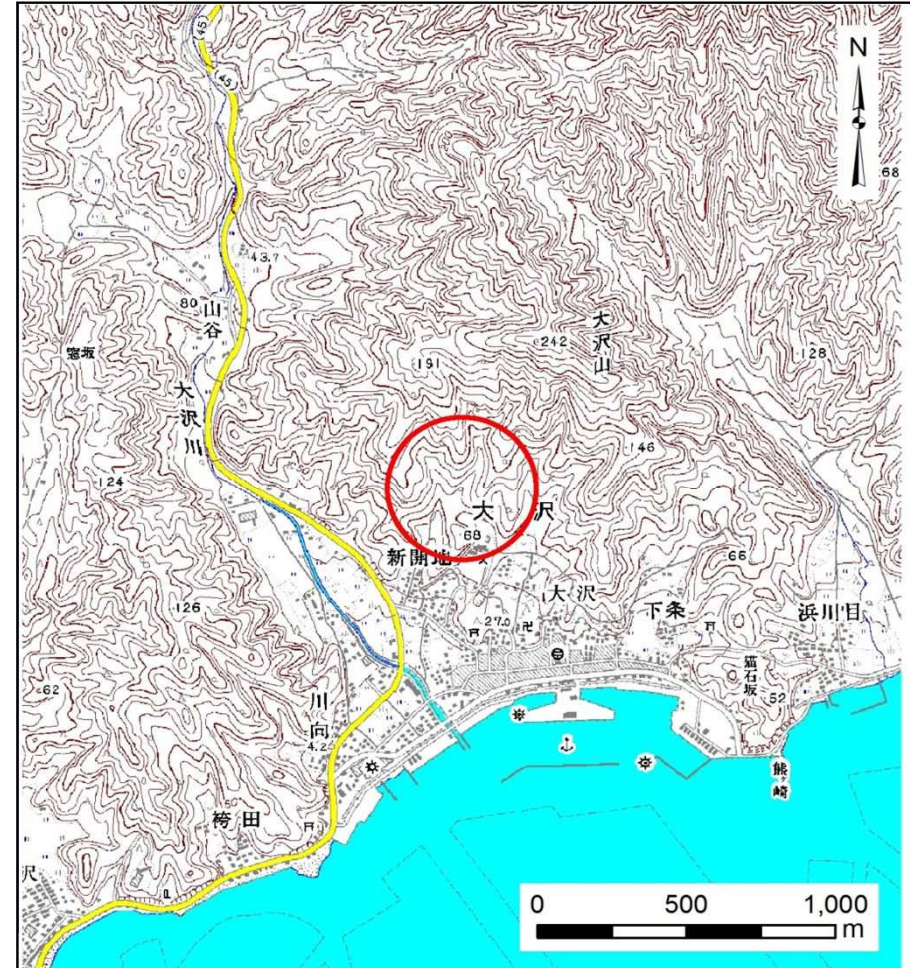 45
45
N
68
43.7
80
山谷
大沢山
242
191
128
窓坂
大沢川
146
124
大沢
68
新開地
66
大沢
下条
浜川目
126
27.0
猫石坂
62
52
川向
4.2
熊ヶ崎
袴田
沢
0 500 1,000
m